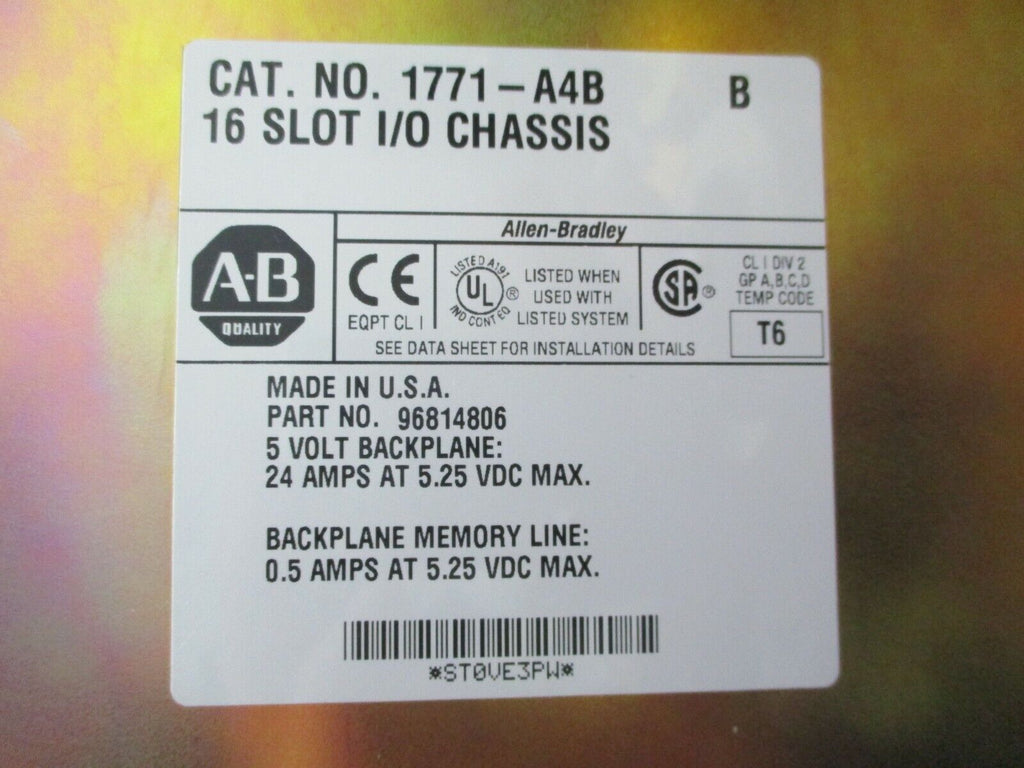 CAT. NO. 1771-A4B B
16 SLOT I/O CHASSIS
Allen-Bradley
A-B
QUALITY
CE
EQPT CL I
LISTED A197
UL ®
IND CONT EQ
LISTED WHEN
USED WITH
LISTED SYSTEM
SA ®
CL I DIV 2
GP A,B,C,D
TEMP CODE
T6
SEE DATA SHEET FOR INSTALLATION DETAILS
MADE IN U.S.A.
PART NO. 96814806
5 VOLT BACKPLANE:
24 AMPS AT 5.25 VDC MAX.
BACKPLANE MEMORY LINE:
0.5 AMPS AT 5.25 VDC MAX.
*ST0VE3PW*